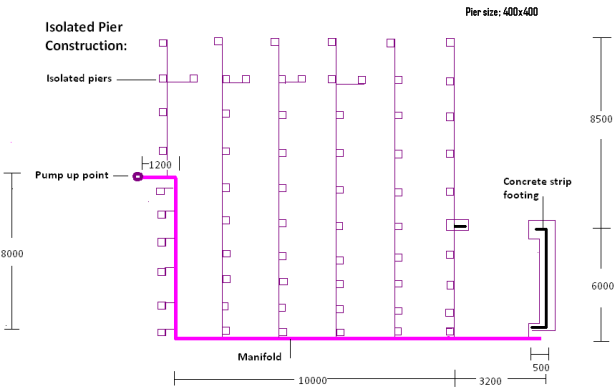 Pier size; 400x400
Isolated Pier
Construction:
Isolated piers
8500
1200
Pump up point
Concrete strip
footing
8000
6000
Manifold
500
10000
3200